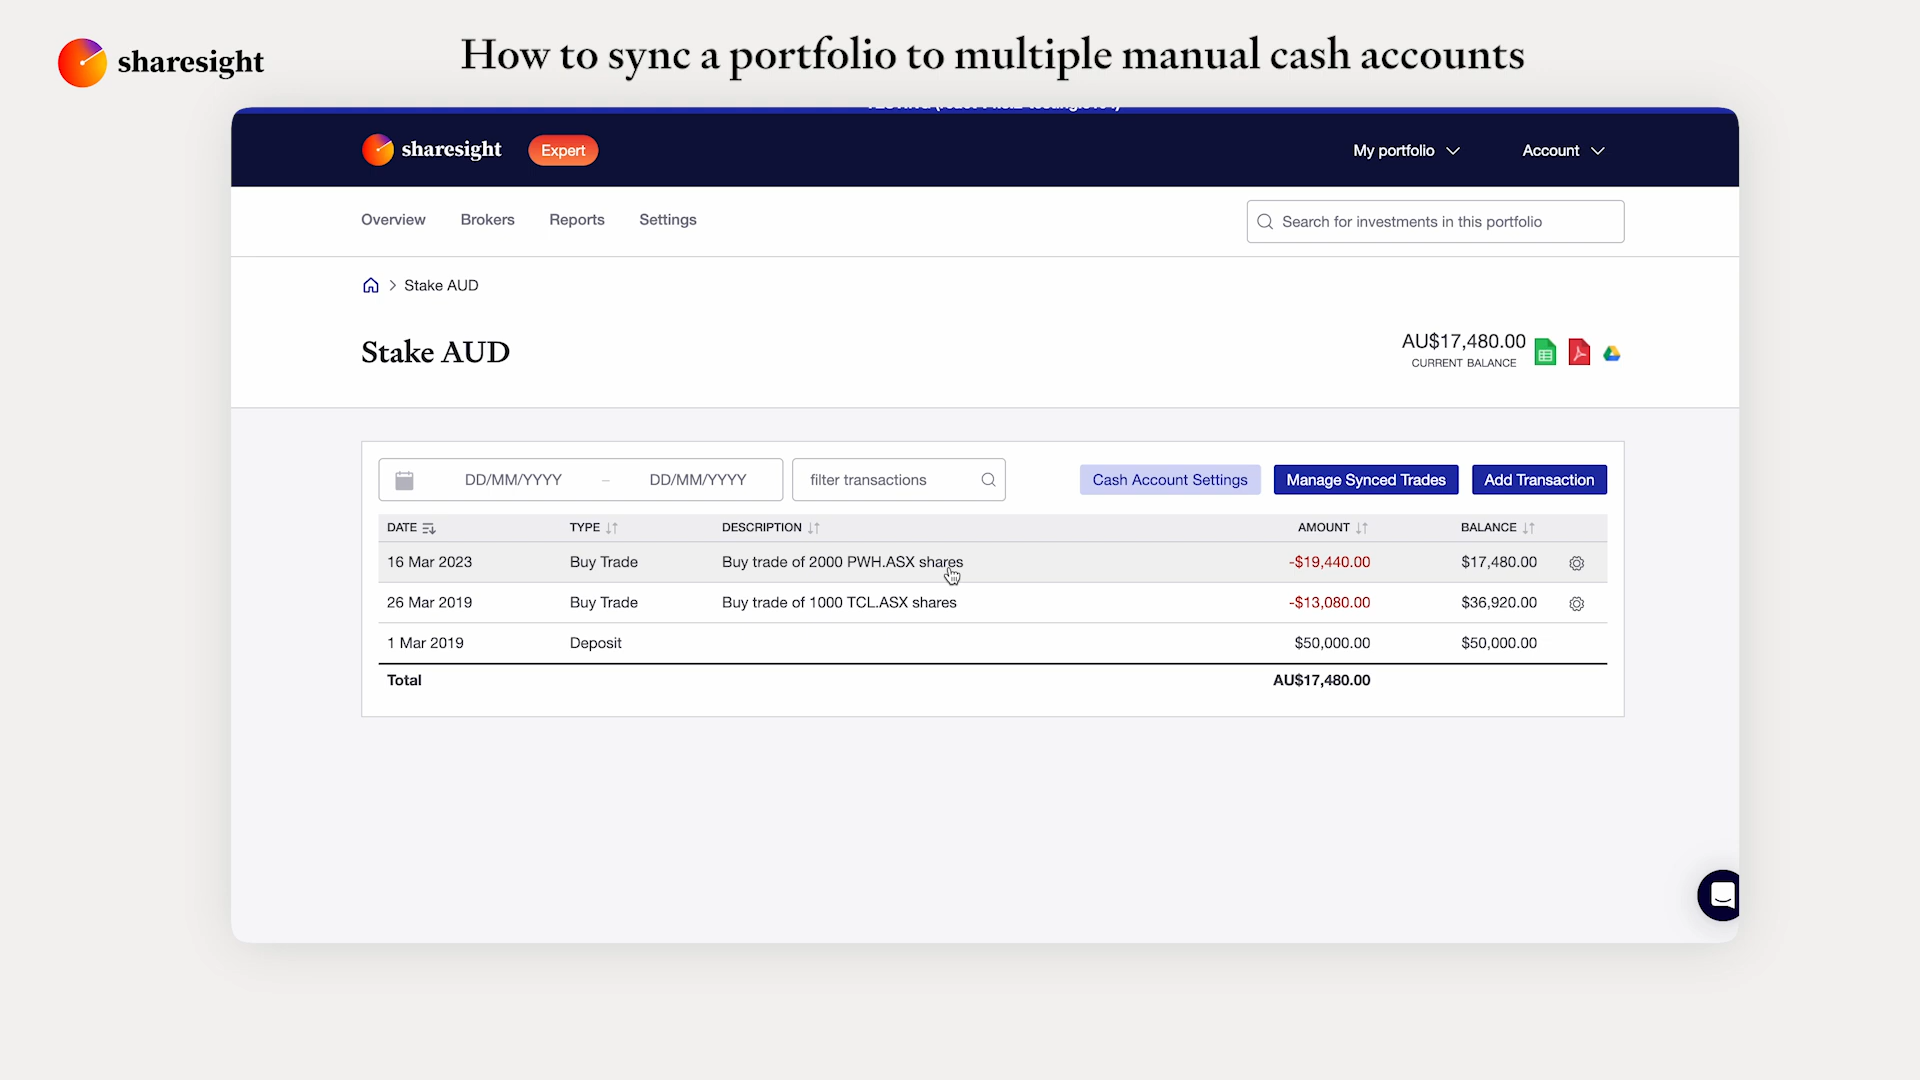 sharesight
How to sync a portfolio to multiple manual cash accounts
sharesight Expert My portfolio Account
Overview Brokers Reports Settings Search for investments in this portfolio
> Stake AUD
Stake AUD
AU$17,480.00
CURRENT BALANCE
DD/MM/YYYY – DD/MM/YYYY filter transactions Cash Account Settings Manage Synced Trades Add Transaction
DATE TYPE DESCRIPTION AMOUNT BALANCE
16 Mar 2023 Buy Trade Buy trade of 2000 PWH.ASX shares -$19,440.00 $17,480.00
26 Mar 2019 Buy Trade Buy trade of 1000 TCL.ASX shares -$13,080.00 $36,920.00
1 Mar 2019 Deposit $50,000.00 $50,000.00
Total AU$17,480.00